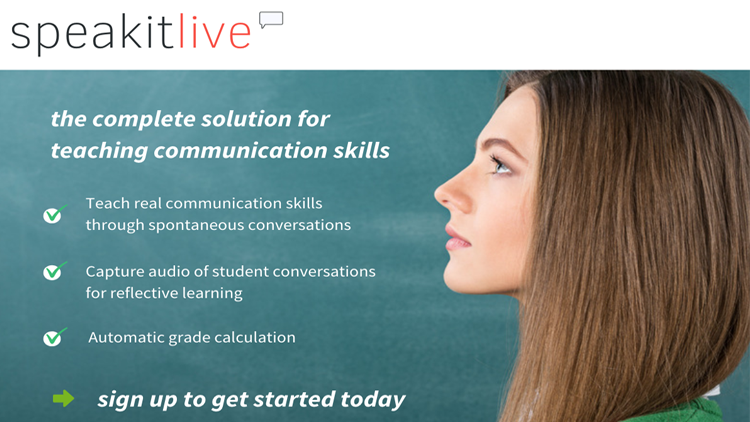 speakitlive
the complete solution for
teaching communication skills
Teach real communication skills
through spontaneous conversations
Capture audio of student conversations
for reflective learning
Automatic grade calculation
sign up to get started today